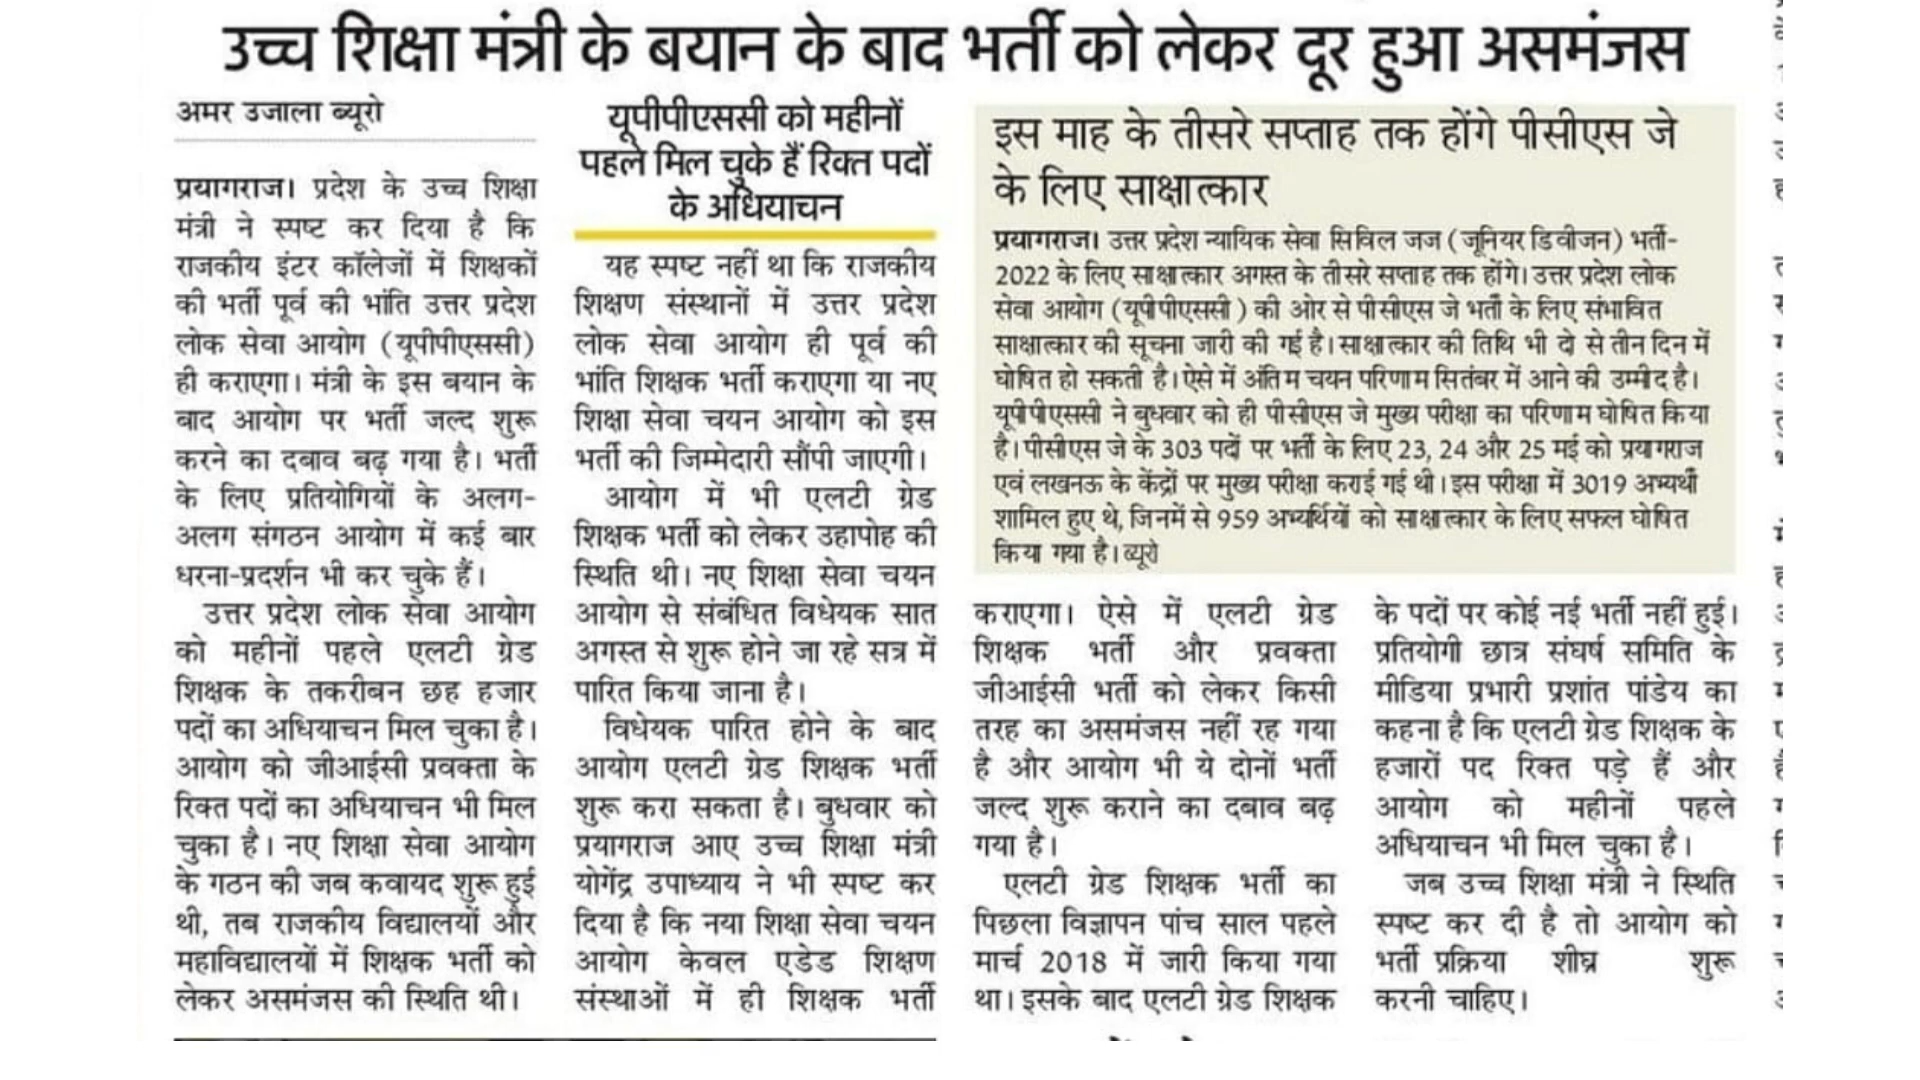 उच्च शिक्षा मंत्री के बयान के बाद भर्ती को लेकर दूर हुआ असमंजस
अमर उजाला ब्यूरो
प्रयागराज। प्रदेश के उच्च शिक्षा
मंत्री ने स्पष्ट कर दिया है कि
राजकीय इंटर कॉलेजों में शिक्षकों
की भर्ती पूर्व की भांति उत्तर प्रदेश
लोक सेवा आयोग (यूपीपीएससी)
ही कराएगा। मंत्री के इस बयान के
बाद आयोग पर भर्ती जल्द शुरू
करने का दबाव बढ़ गया है। भर्ती
के लिए प्रतियोगियों के अलग-
अलग संगठन आयोग में कई बार
धरना-प्रदर्शन भी कर चुके हैं।
उत्तर प्रदेश लोक सेवा आयोग
को महीनों पहले एलटी ग्रेड
शिक्षक के तकरीबन छह हजार
पदों का अधियाचन मिल चुका है।
आयोग को जीआईसी प्रवक्ता के
रिक्त पदों का अधियाचन भी मिल
चुका है। नए शिक्षा सेवा आयोग
के गठन की जब कवायद शुरू हुई
थी, तब राजकीय विद्यालयों और
महाविद्यालयों में शिक्षक भर्ती को
लेकर असमंजस की स्थिति थी।
यूपीपीएससी को महीनों
पहले मिल चुके हैं रिक्त पदों
के अधियाचन
यह स्पष्ट नहीं था कि राजकीय
शिक्षण संस्थानों में उत्तर प्रदेश
लोक सेवा आयोग ही पूर्व की
भांति शिक्षक भर्ती कराएगा या नए
शिक्षा सेवा चयन आयोग को इस
भर्ती की जिम्मेदारी सौंपी जाएगी।
आयोग में भी एलटी ग्रेड
शिक्षक भर्ती को लेकर उहापोह की
स्थिति थी। नए शिक्षा सेवा चयन
आयोग से संबंधित विधेयक सात
अगस्त से शुरू होने जा रहे सत्र में
पारित किया जाना है।
विधेयक पारित होने के बाद
आयोग एलटी ग्रेड शिक्षक भर्ती
शुरू करा सकता है। बुधवार को
प्रयागराज आए उच्च शिक्षा मंत्री
योगेंद्र उपाध्याय ने भी स्पष्ट कर
दिया है कि नया शिक्षा सेवा चयन
आयोग केवल एडेड शिक्षण
संस्थाओं में ही शिक्षक भर्ती
इस माह के तीसरे सप्ताह तक होंगे पीसीएस जे
के लिए साक्षात्कार
प्रयागराज। उत्तर प्रदेश न्यायिक सेवा सिविल जज (जूनियर डिवीजन) भर्ती-
2022 के लिए साक्षात्कार अगस्त के तीसरे सप्ताह तक होंगे। उत्तर प्रदेश लोक
सेवा आयोग (यूपीपीएससी) की ओर से पीसीएस जे भर्ती के लिए संभावित
साक्षात्कार की सूचना जारी की गई है। साक्षात्कार की तिथि भी दो से तीन दिन में
घोषित हो सकती है। ऐसे में अंतिम चयन परिणाम सितंबर में आने की उम्मीद है।
यूपीपीएससी ने बुधवार को ही पीसीएस जे मुख्य परीक्षा का परिणाम घोषित किया
है। पीसीएस जे के 303 पदों पर भर्ती के लिए 23, 24 और 25 मई को प्रयागराज
एवं लखनऊ के केंद्रों पर मुख्य परीक्षा कराई गई थी। इस परीक्षा में 3019 अभ्यर्थी
शामिल हुए थे, जिनमें से 959 अभ्यर्थियों को साक्षात्कार के लिए सफल घोषित
किया गया है। ब्यूरो
कराएगा। ऐसे में एलटी ग्रेड
शिक्षक भर्ती और प्रवक्ता
जीआईसी भर्ती को लेकर किसी
तरह का असमंजस नहीं रह गया
है और आयोग भी ये दोनों भर्ती
जल्द शुरू कराने का दबाव बढ़
गया है।
एलटी ग्रेड शिक्षक भर्ती का
पिछला विज्ञापन पांच साल पहले
मार्च 2018 में जारी किया गया
था। इसके बाद एलटी ग्रेड शिक्षक
के पदों पर कोई नई भर्ती नहीं हुई।
प्रतियोगी छात्र संघर्ष समिति के
मीडिया प्रभारी प्रशांत पांडेय का
कहना है कि एलटी ग्रेड शिक्षक के
हजारों पद रिक्त पड़े हैं और
आयोग को महीनों पहले
अधियाचन भी मिल चुका है।
जब उच्च शिक्षा मंत्री ने स्थिति
स्पष्ट कर दी है तो आयोग को
भर्ती प्रक्रिया शीघ्र शुरू
करनी चाहिए।